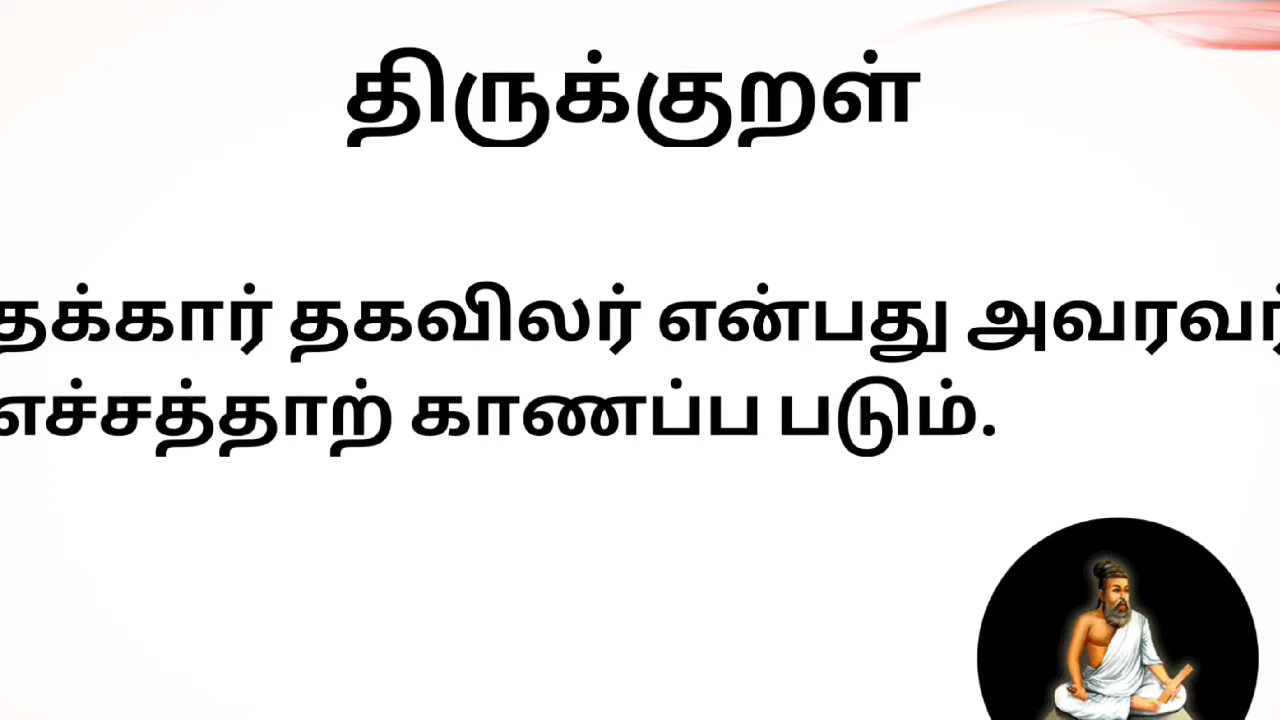 திருக்குறள்
தக்கார் தகவிலர் என்பது அவரவர்
எச்சத்தாற் காணப்ப படும்.